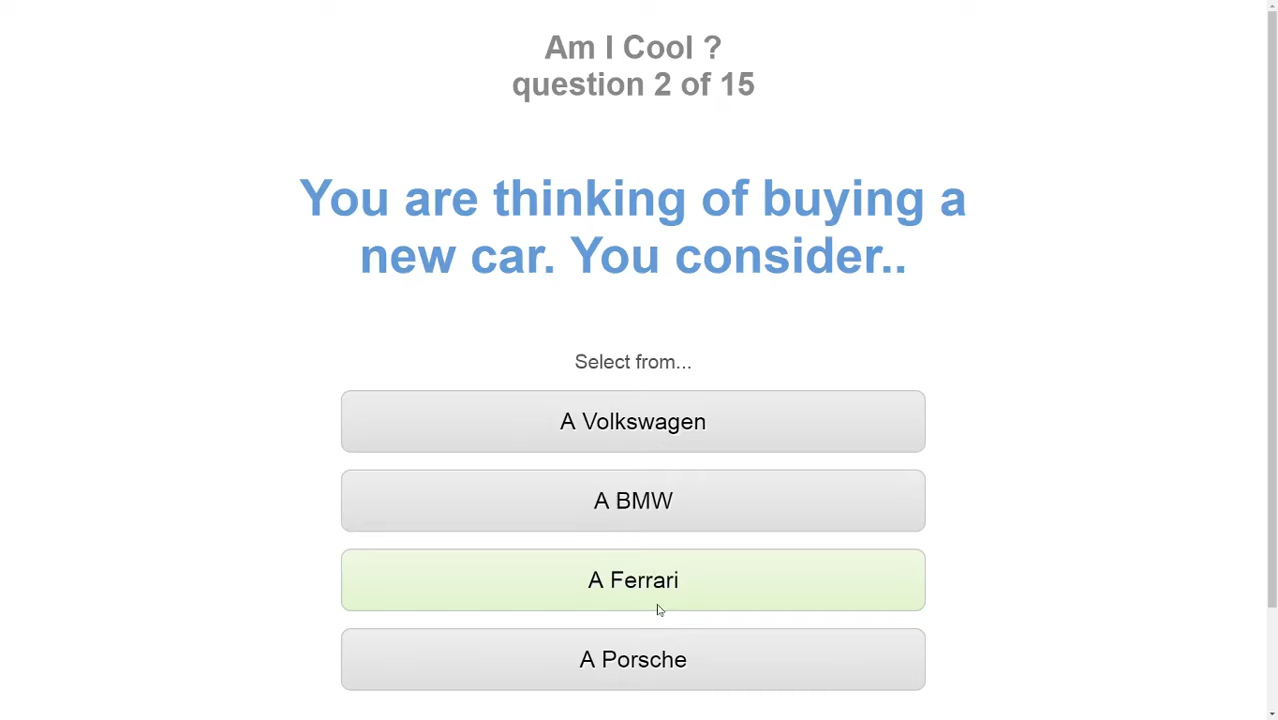 Am I Cool ?
question 2 of 15
You are thinking of buying a
new car. You consider..
Select from...
A Volkswagen
A BMW
A Ferrari
A Porsche